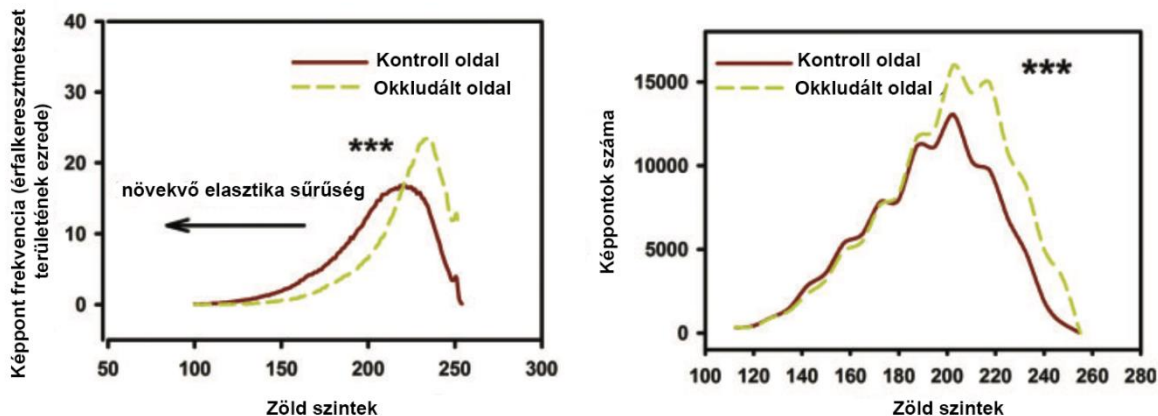 Képpont frekvencia (érfalkeresztmetszet
területének ezrede)
40
30
20
10
0
Kontroll oldal
Okkludált oldal
***
növekvő elasztika sűrűség
50 100 150 200 250 300
Zöld szintek
Képpontok száma
15000
10000
5000
0
Kontroll oldal
Okkludált oldal
***
100 120 140 160 180 200 220 240 260 280
Zöld szintek